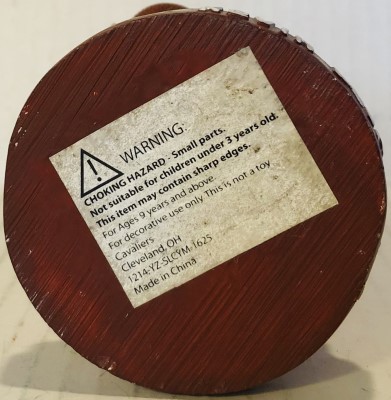 WARNING:
CHOKING HAZARD - Small parts.
Not suitable for children under 3 years old.
This item may contain sharp edges.
For Ages 9 years and above
For decorative use only This is not a toy
Cavaliers
Cleveland, OH
1214-YZ-SLCYM-1625
Made in China